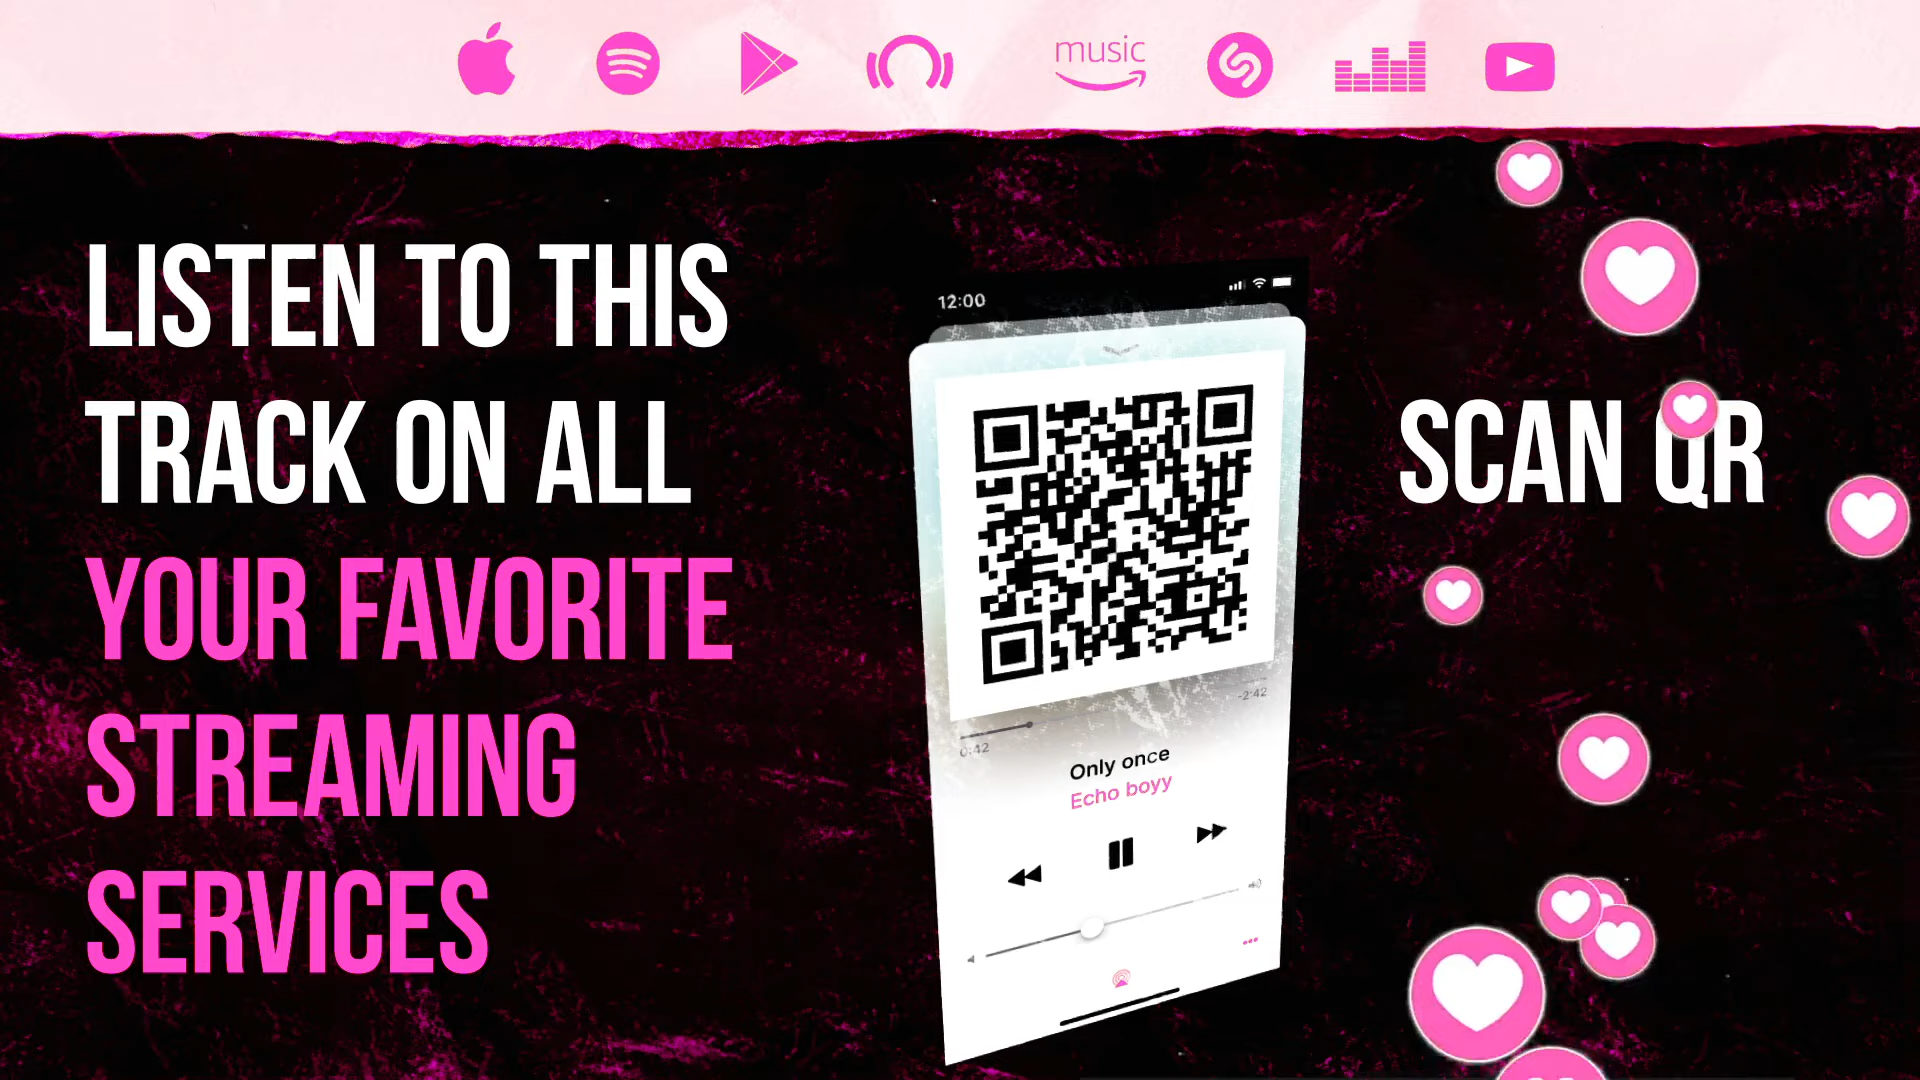 music
LISTEN TO THIS
TRACK ON ALL
YOUR FAVORITE
STREAMING
SERVICES
12:00
0:42
-2:42
Only once
Echo boyy
SCAN QR